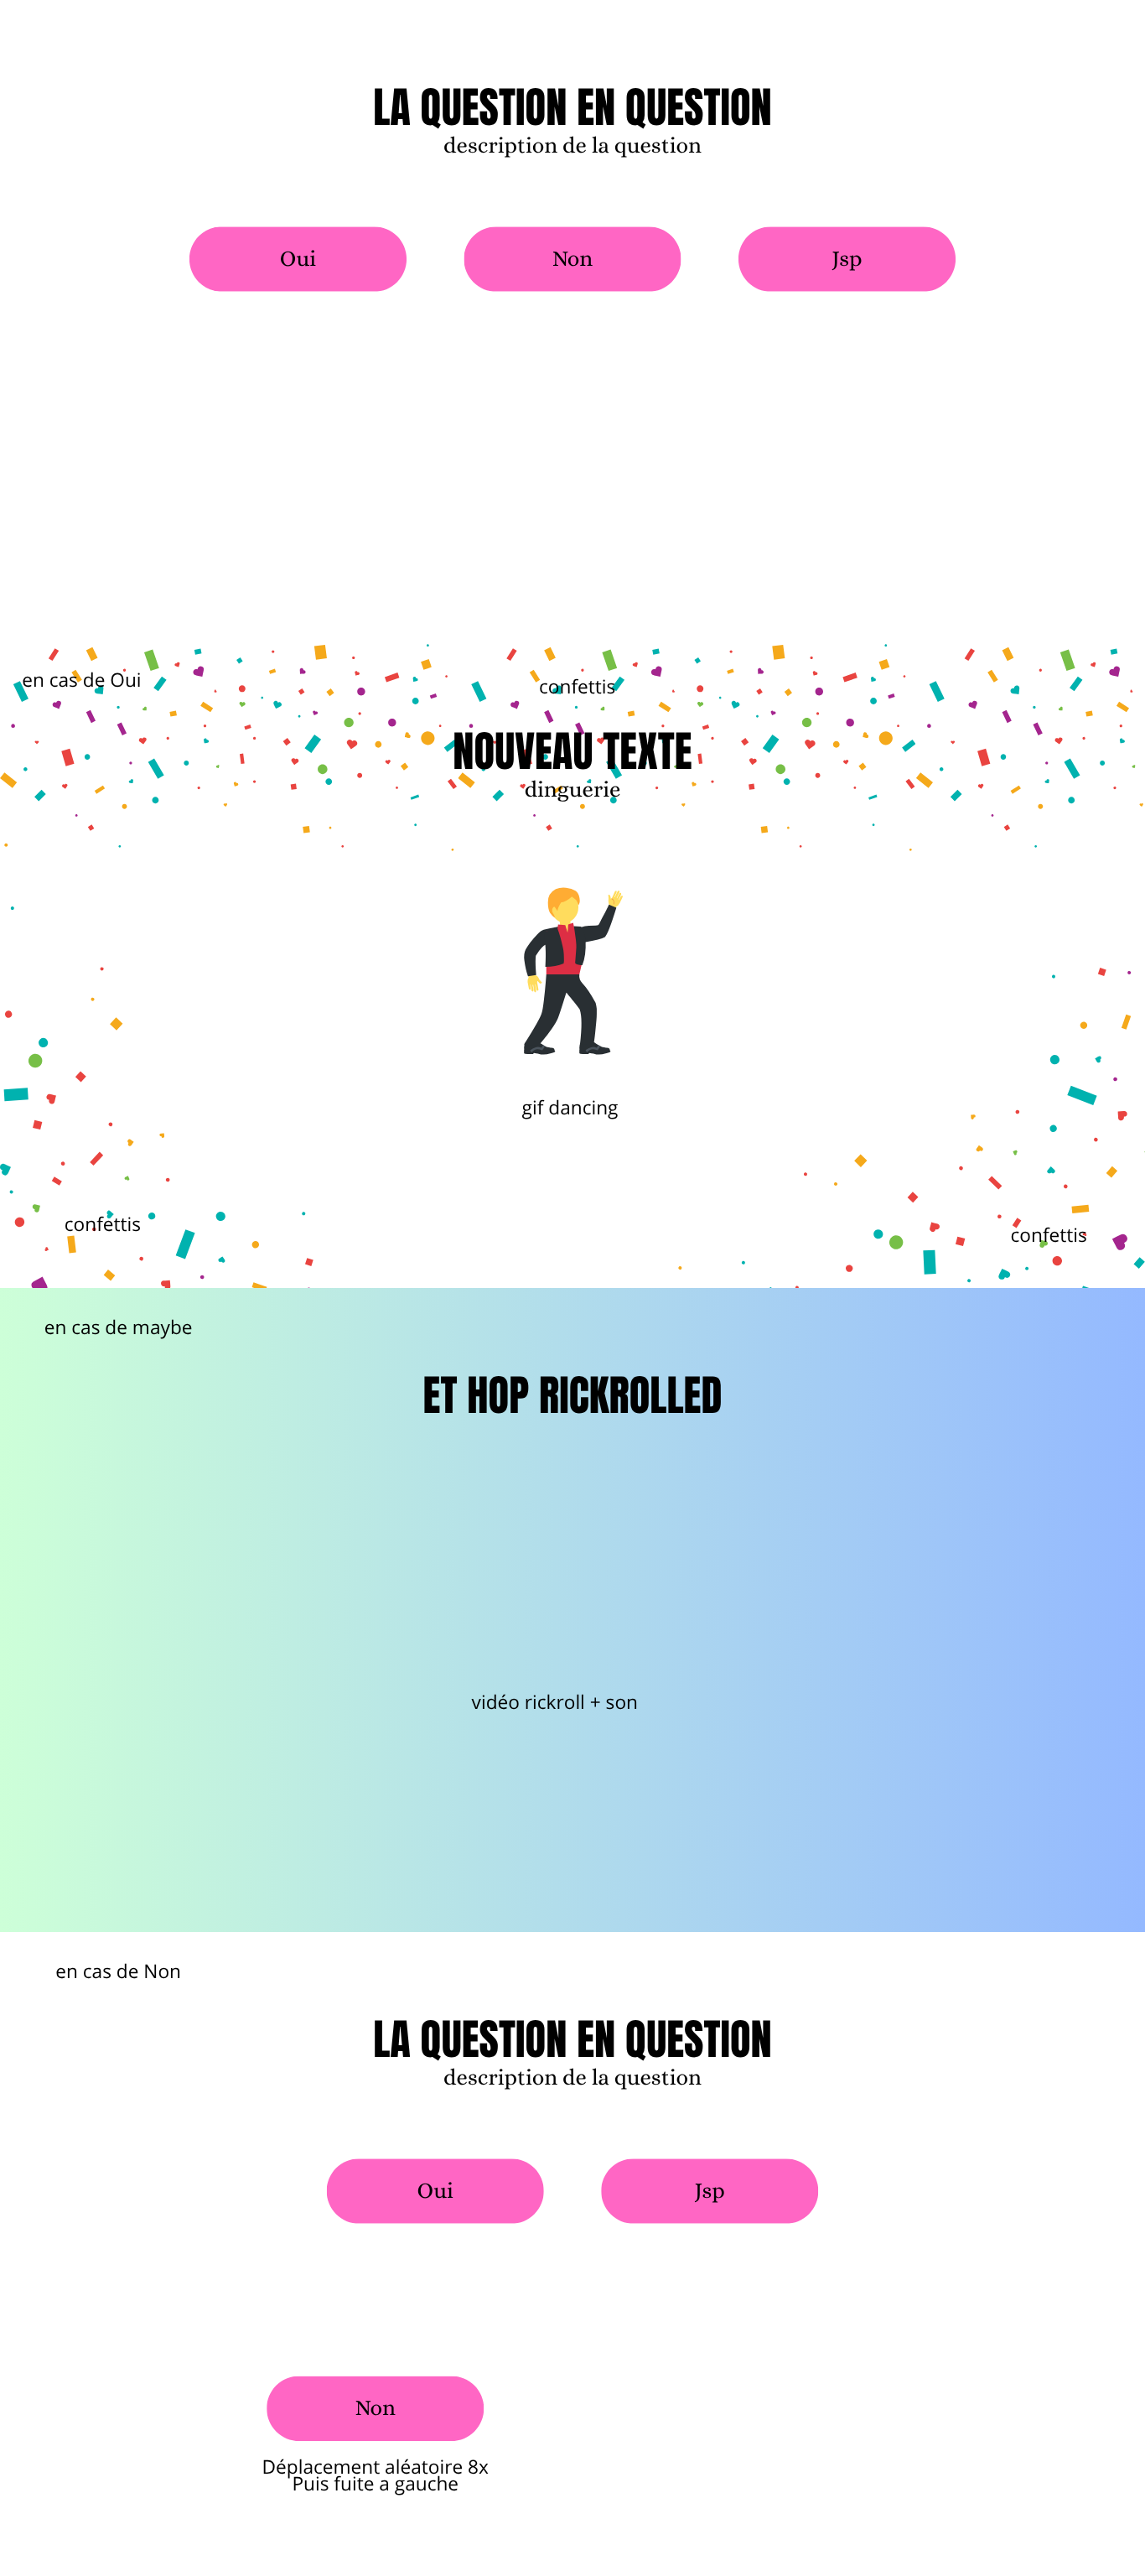 LA QUESTION EN QUESTION
description de la question
Oui
Non
Jsp
en cas de Oui
confettis
NOUVEAU TEXTE
dinguerie
gif dancing
confettis
confettis
en cas de maybe
ET HOP RICKROLLED
vidéo rickroll + son
en cas de Non
LA QUESTION EN QUESTION
description de la question
Oui
Jsp
Non
Déplacement aléatoire 8x
Puis fuite a gauche